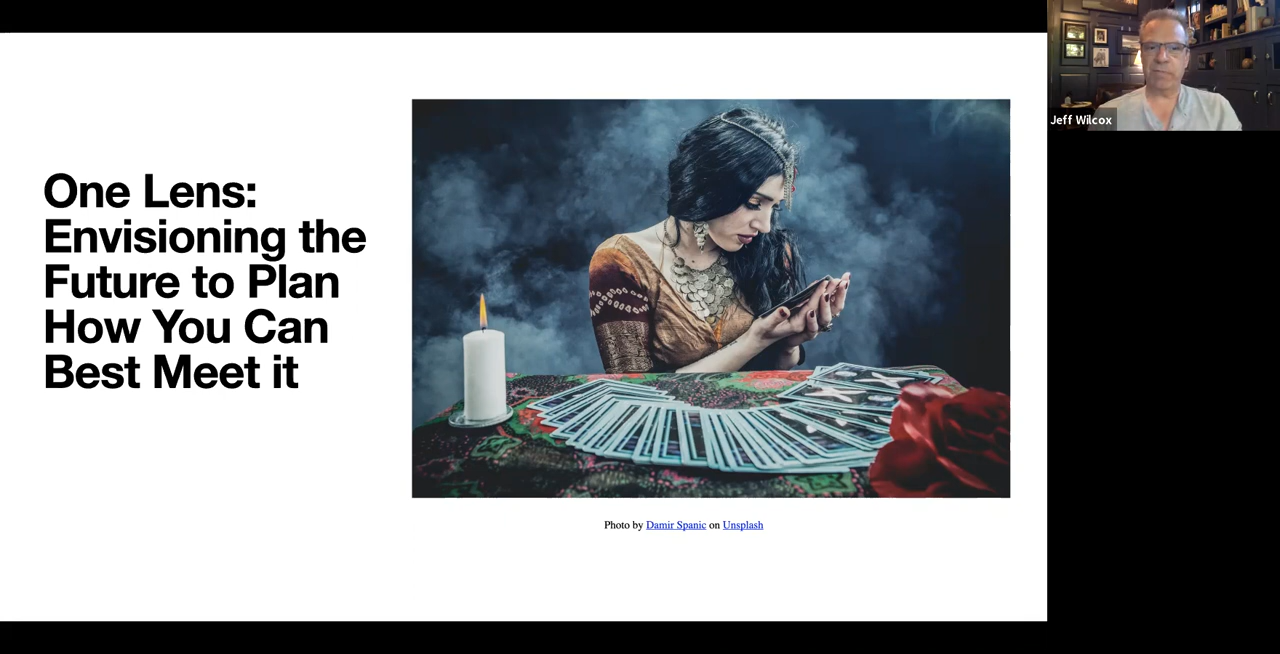 One Lens:
Envisioning the
Future to Plan
How You Can
Best Meet it
Photo by Damir Spanic on Unsplash
Jeff Wilcox